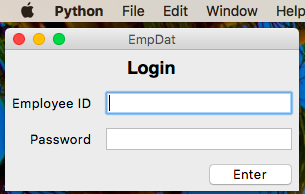 Python File Edit Window Help
EmpDat
Login
Employee ID
Password
Enter